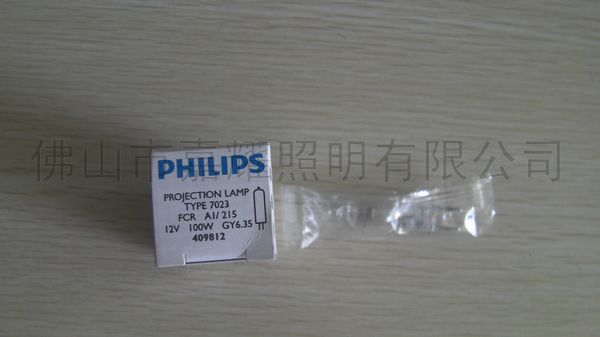 佛山市嘉耀照明有限公司
PHILIPS
PROJECTION LAMP
TYPE 7023
FCR A1/215
12V 100W GY6.35
409812